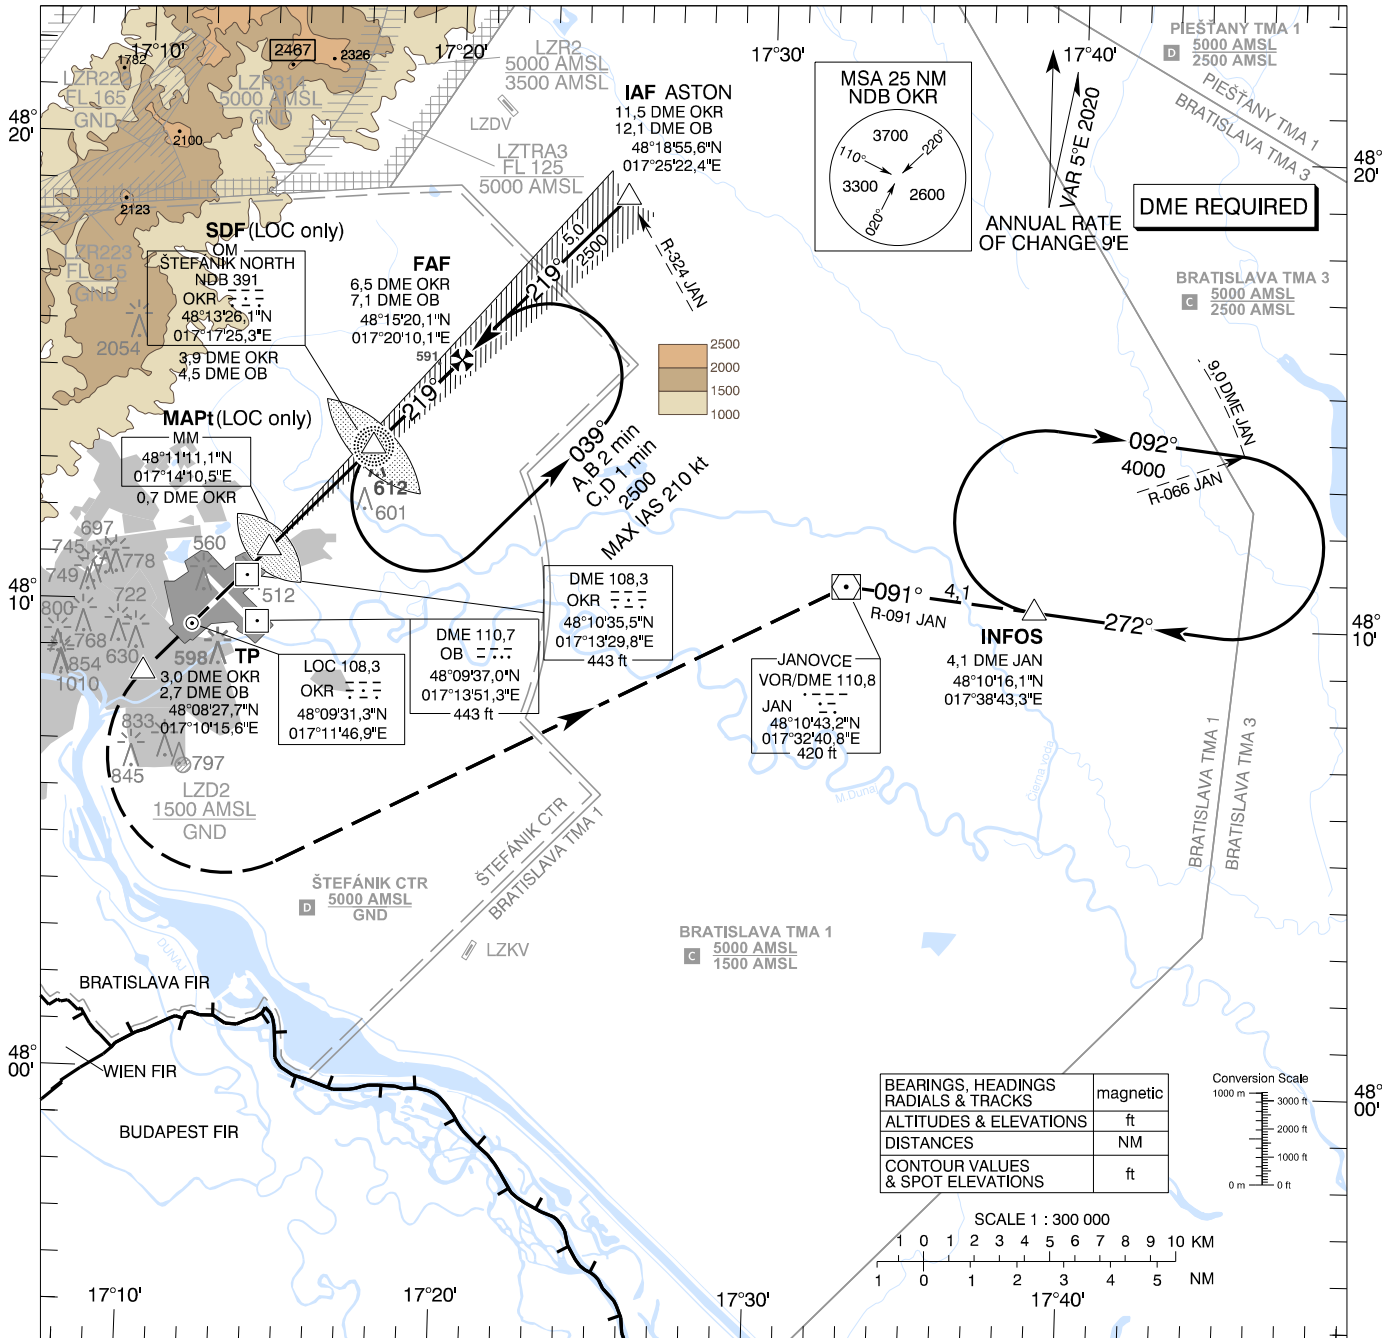 17°10'
17°20'
17°30'
17°40'
48°
20'
48°
20'
48°
10'
48°
10'
48°
00'
48°
00'
17°10'
17°20'
17°30'
17°40'
1782
2467
2326
2100
2123
2054
LZR314
5000 AMSL
GND
FL 165
GND
LZR223
FL 215
GND
LZR2
5000 AMSL
3500 AMSL
LZDV
LZTRA3
FL 125
5000 AMSL
IAF ASTON
11,5 DME OKR
12,1 DME OB
48°18'55,6"N
017°25'22,4"E
R-324 JAN
MSA 25 NM
NDB OKR
3700
110°
220°
3300
2600
020°
VAR 5°E 2020
ANNUAL RATE
OF CHANGE 9'E
PIEŠŤANY TMA 1
D
5000 AMSL
2500 AMSL
PIEŠŤANY TMA 1
BRATISLAVA TMA 3
DME REQUIRED
BRATISLAVA TMA 3
C
5000 AMSL
2500 AMSL
SDF (LOC only)
OM
ŠTEFÁNIK NORTH
NDB 391
OKR
48°13'26,1"N
017°17'25,3"E
3,9 DME OKR
4,5 DME OB
FAF
6,5 DME OKR
7,1 DME OB
48°15'20,1"N
017°20'10,1"E
591
219°
5,0
2500
219°
2500
2000
1500
1000
039°
A,B 2 min
C,D 1 min
2500
MAX IAS 210 kt
MAPt (LOC only)
MM
48°11'11,1"N
017°14'10,5"E
0,7 DME OKR
612
601
697
745
749
778
560
722
512
800
768
630
854
1010
598
833
845
797
TP
3,0 DME OKR
2,7 DME OB
48°08'27,7"N
017°10'15,6"E
LOC 108,3
OKR
48°09'31,3"N
017°11'46,9"E
DME 110,7
OB
48°09'37,0"N
017°13'51,3"E
443 ft
DME 108,3
OKR
48°10'35,5"N
017°13'29,8"E
443 ft
9,0 DME JAN
092°
4000
R-066 JAN
272°
091°
4,1
R-091 JAN
INFOS
4,1 DME JAN
48°10'16,1"N
017°38'43,3"E
JANOVCE
VOR/DME 110,8
JAN
48°10'43,2"N
017°32'40,8"E
420 ft
M.Dunaj
Čierna voda
BRATISLAVA TMA 1
BRATISLAVA TMA 3
LZD2
1500 AMSL
GND
ŠTEFÁNIK CTR
D
5000 AMSL
GND
ŠTEFÁNIK CTR
BRATISLAVA TMA 1
LZKV
BRATISLAVA TMA 1
C
5000 AMSL
1500 AMSL
DUNAJ
BRATISLAVA FIR
WIEN FIR
BUDAPEST FIR
BEARINGS, HEADINGS
RADIALS & TRACKS
magnetic
ALTITUDES & ELEVATIONS
ft
DISTANCES
NM
CONTOUR VALUES
& SPOT ELEVATIONS
ft
Conversion Scale
1000 m
3000 ft
2000 ft
1000 ft
0 m
0 ft
SCALE 1 : 300 000
1 0 1 2 3 4 5 6 7 8 9 10 KM
1 0 1 2 3 4 5 NM